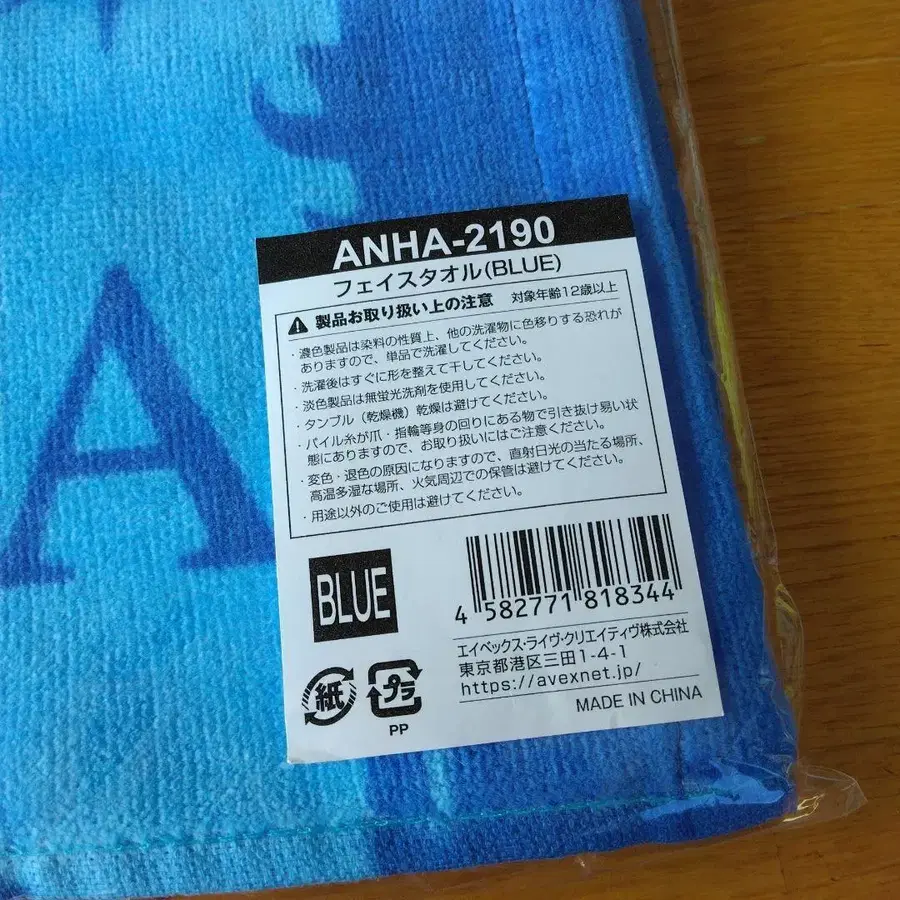 A
ANHA-2190
フェイスタオル(BLUE)
製品お取り扱い上の注意 対象年齢12歳以上
・濃色製品は染料の性質上、他の洗濯物に色移りする恐れが
ありますので、単品で洗濯してください。
・洗濯後はすぐに形を整えて干してください。
・淡色製品は無蛍光洗剤を使用してください。
・タンブル（乾燥機）乾燥は避けてください。
・パイル糸が爪・指輪等身の回りにある物で引き抜け易い状
態にありますので、お取り扱いにはご注意ください。
・変色・退色の原因になりますので、直射日光の当たる場所、
高温多湿な場所、火気周辺での保管は避けてください。
・用途以外のご使用は避けてください。
BLUE
4 582771 818344
エイベックス・ライヴ・クリエイティヴ株式会社
東京都港区三田1-4-1
https://avexnet.jp/
紙
プラ
PP
MADE IN CHINA